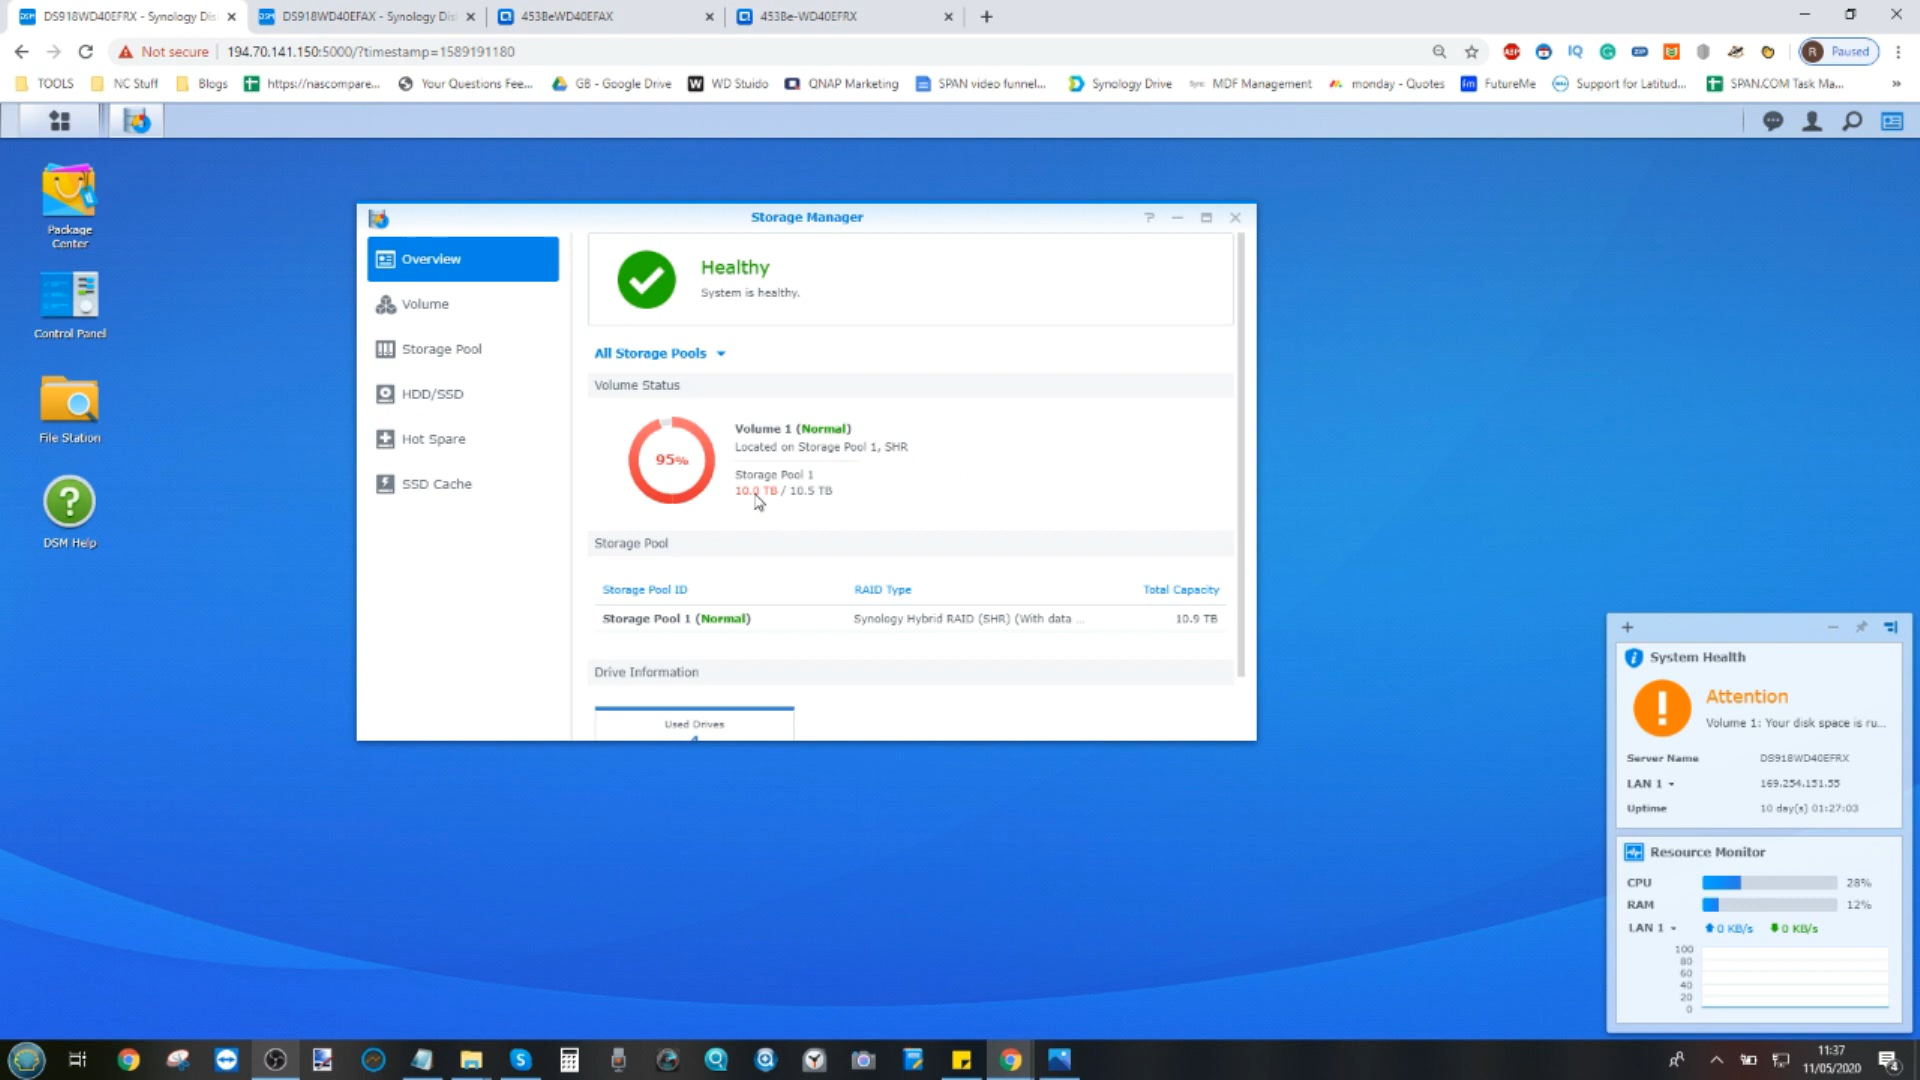 DS918WD40EFRX - Synology Dis
DS918WD40EFAX - Synology Dis
453BeWD40EFAX
453Be-WD40EFRX
Not secure
194.70.141.150:5000/?timestamp=1589191180
ABP
IQ
R Paused
TOOLS
NC Stuff
Blogs
https://nascompare...
Your Questions Fee...
GB - Google Drive
WD Stuido
QNAP Marketing
SPAN video funnel...
Synology Drive
MDF Management
monday - Quotes
FutureMe
Support for Latitud...
SPAN.COM Task Ma...
Package
Center
Control Panel
File Station
DSM Help
Storage Manager
Overview
Volume
Storage Pool
HDD/SSD
Hot Spare
SSD Cache
Healthy
System is healthy.
All Storage Pools
Volume Status
95%
Volume 1 (Normal)
Located on Storage Pool 1, SHR
Storage Pool 1
10.0 TB / 10.5 TB
Storage Pool
Storage Pool ID
RAID Type
Total Capacity
Storage Pool 1 (Normal)
Synology Hybrid RAID (SHR) (With data ...
10.9 TB
Drive Information
Used Drives
System Health
Attention
Volume 1: Your disk space is ru...
Server Name
DS918WD40EFRX
LAN 1
169.254.151.55
Uptime
10 day(s) 01:27:03
Resource Monitor
CPU
28%
RAM
12%
LAN 1
0 KB/s
0 KB/s
100
80
60
40
20
0
11:37
11/05/2020
4